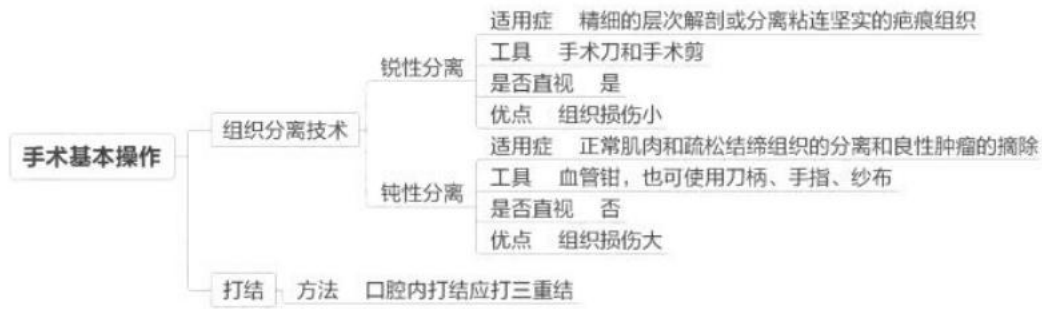 手术基本操作
组织分离技术
锐性分离
适用症 精细的层次解剖或分离粘连坚实的疤痕组织
工具 手术刀和手术剪
是否直视 是
优点 组织损伤小
钝性分离
适用症 正常肌肉和疏松结缔组织的分离和良性肿瘤的摘除
工具 血管钳，也可使用刀柄、手指、纱布
是否直视 否
优点 组织损伤大
打结
方法 口腔内打结应打三重结